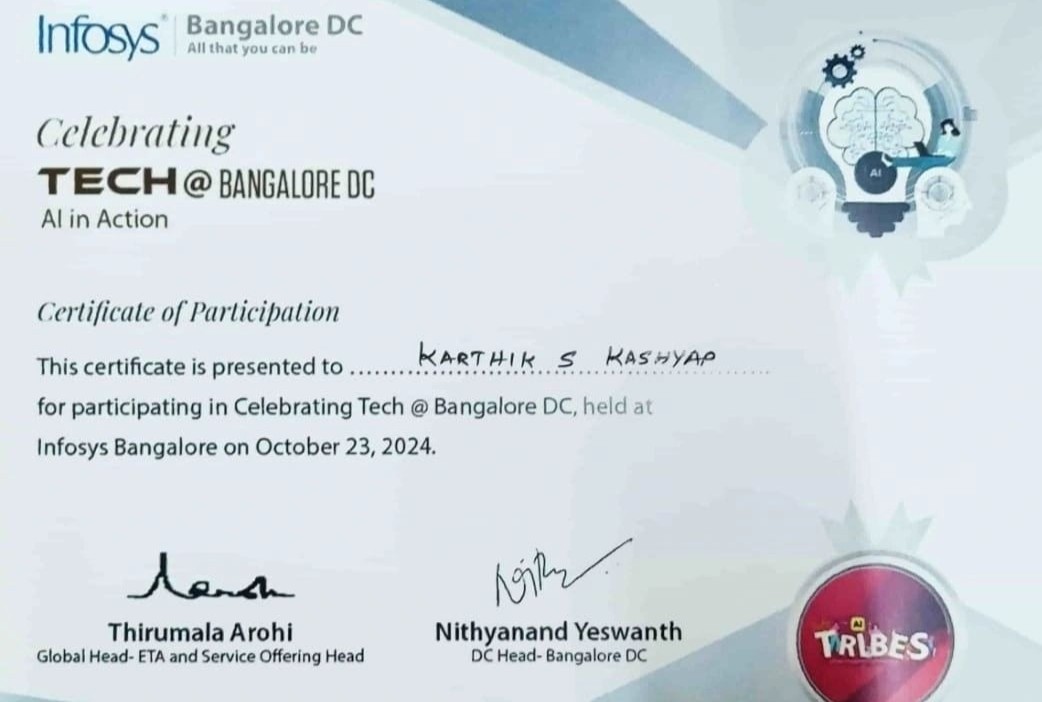 Infosys® | Bangalore DC
All that you can be
Celebrating
TECH @ BANGALORE DC
AI in Action
AI
Certificate of Participation
This certificate is presented to .......... KARTHIK S KASHYAP ..........
for participating in Celebrating Tech @ Bangalore DC, held at
Infosys Bangalore on October 23, 2024.
Thirumala Arohi
Global Head- ETA and Service Offering Head
Nithyanand Yeswanth
DC Head- Bangalore DC
AI
TRIBES